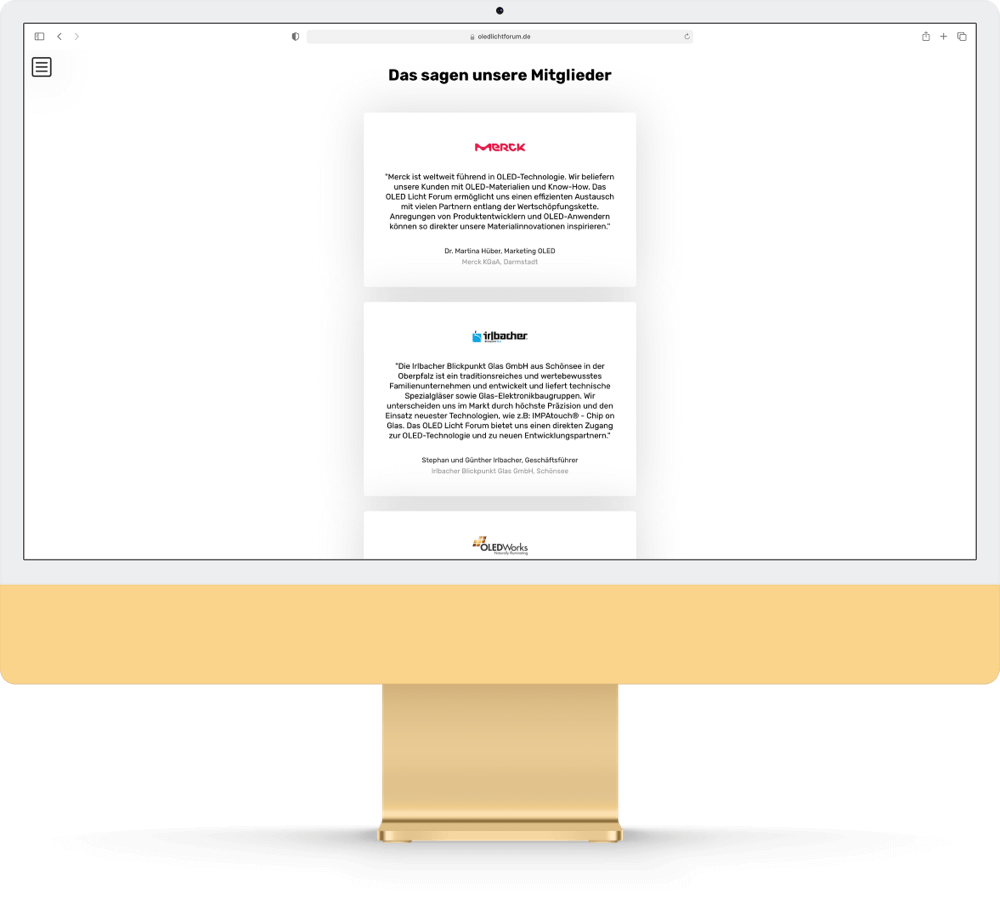 oledlichtforum.de
Das sagen unsere Mitglieder
MERCK
"Merck ist weltweit führend in OLED-Technologie. Wir beliefern
unsere Kunden mit OLED-Materialien und Know-How. Das
OLED Licht Forum ermöglicht uns einen effizienten Austausch
mit vielen Partnern entlang der Wertschöpfungskette.
Anregungen von Produktentwicklern und OLED-Anwendern
können so direkter unsere Materialinnovationen inspirieren."
Dr. Martina Hüber, Marketing OLED
Merck KGaA, Darmstadt
irlbacher
"Die Irlbacher Blickpunkt Glas GmbH aus Schönsee in der
Oberpfalz ist ein traditionsreiches und wertebewusstes
Familienunternehmen und entwickelt und liefert technische
Spezialgläser sowie Glas-Elektronikbaugruppen. Wir
unterscheiden uns im Markt durch höchste Präzision und den
Einsatz neuester Technologien, wie z.B: IMPAtouch® - Chip on
Glas. Das OLED Licht Forum bietet uns einen direkten Zugang
zur OLED-Technologie und zu neuen Entwicklungspartnern."
Stephan und Günther Irlbacher, Geschäftsführer
Irlbacher Blickpunkt Glas GmbH, Schönsee
OLEDWorks